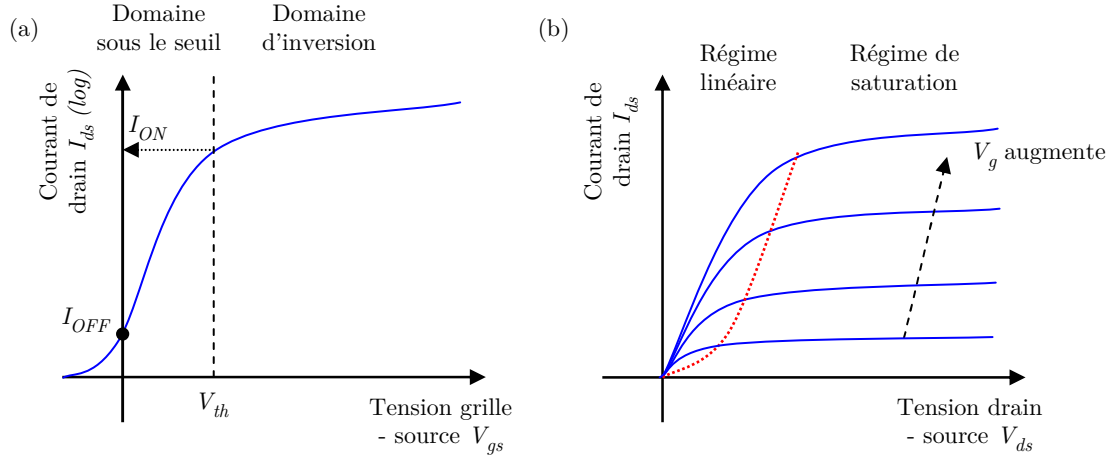 (a)
Domaine
sous le seuil
Domaine
d'inversion
Courant de
drain I_ds (log)
I_ON
I_OFF
V_th
Tension grille
- source V_gs
(b)
Régime
linéaire
Régime de
saturation
Courant de
drain I_ds
V_g augmente
Tension drain
- source V_ds